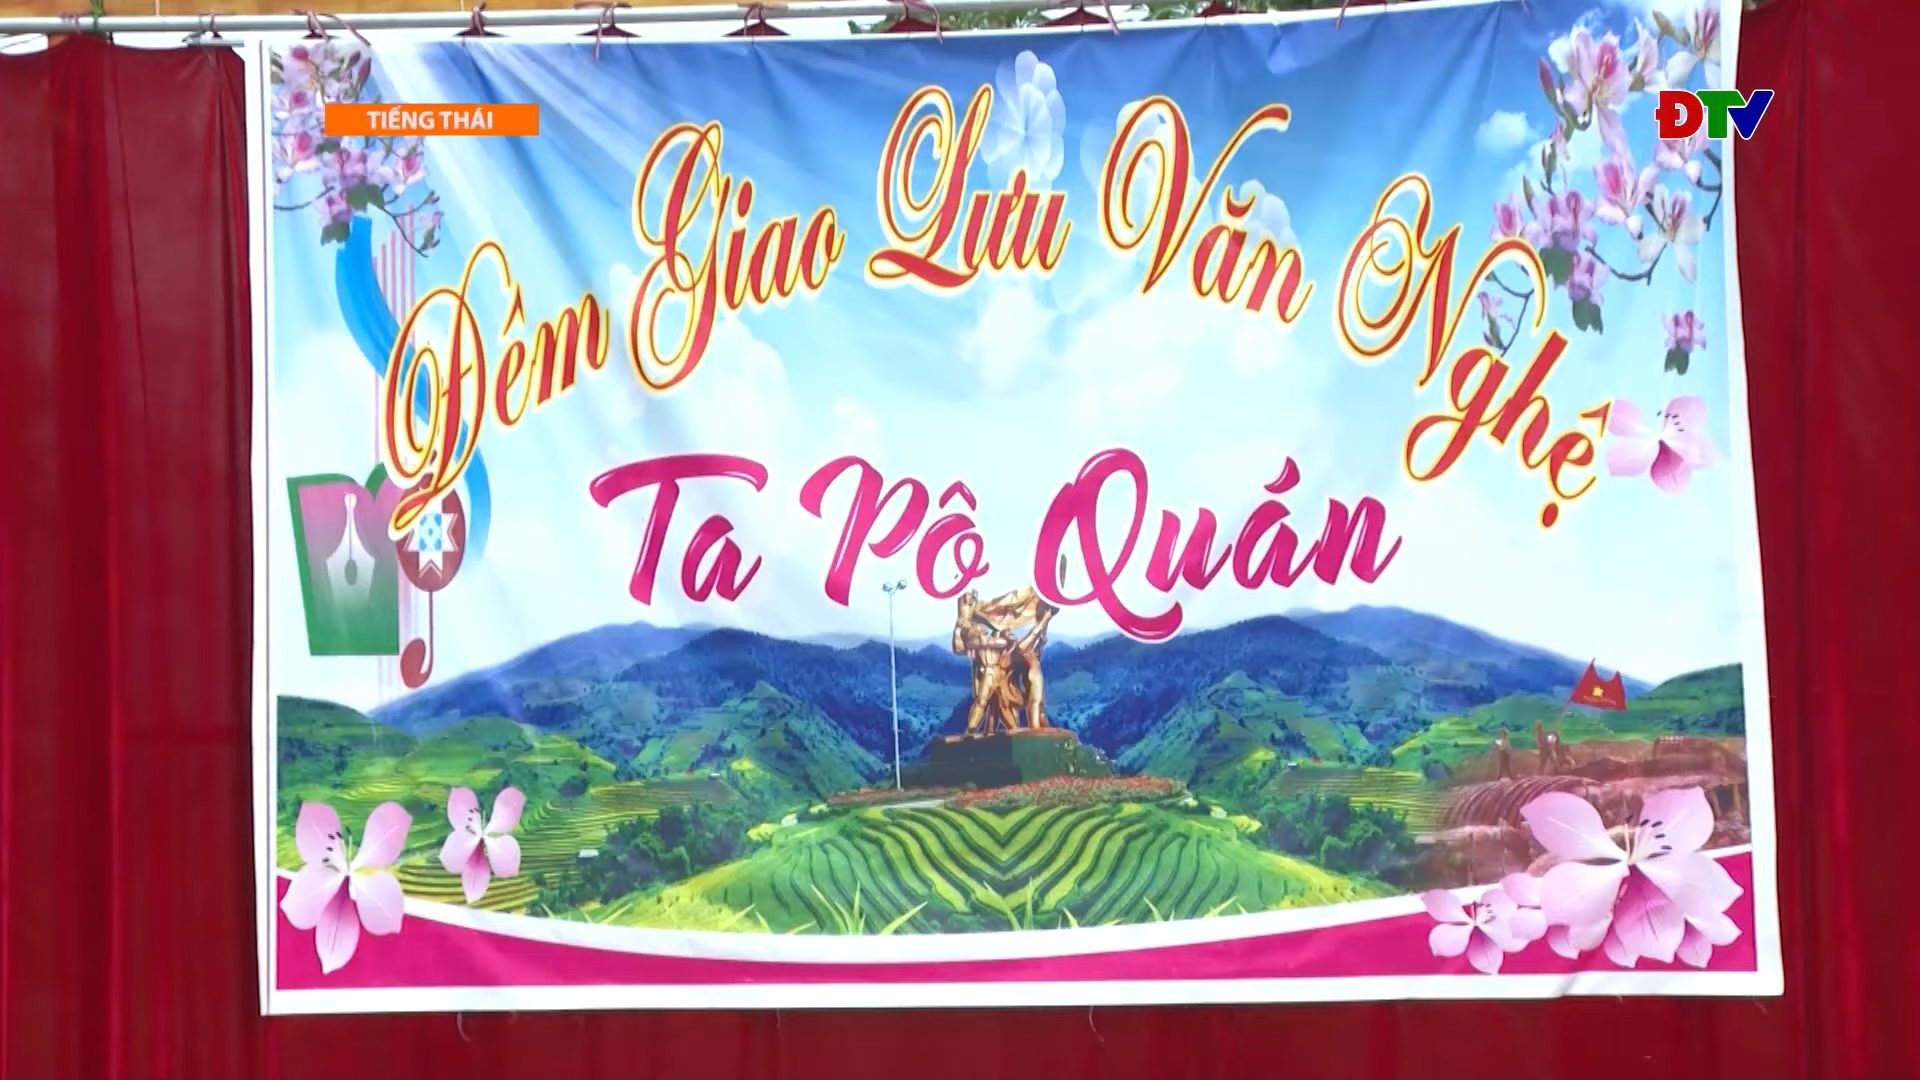 TIẾNG THÁI
ĐTV
Đêm Giao Lưu Văn Nghệ
Ta Pô Quán